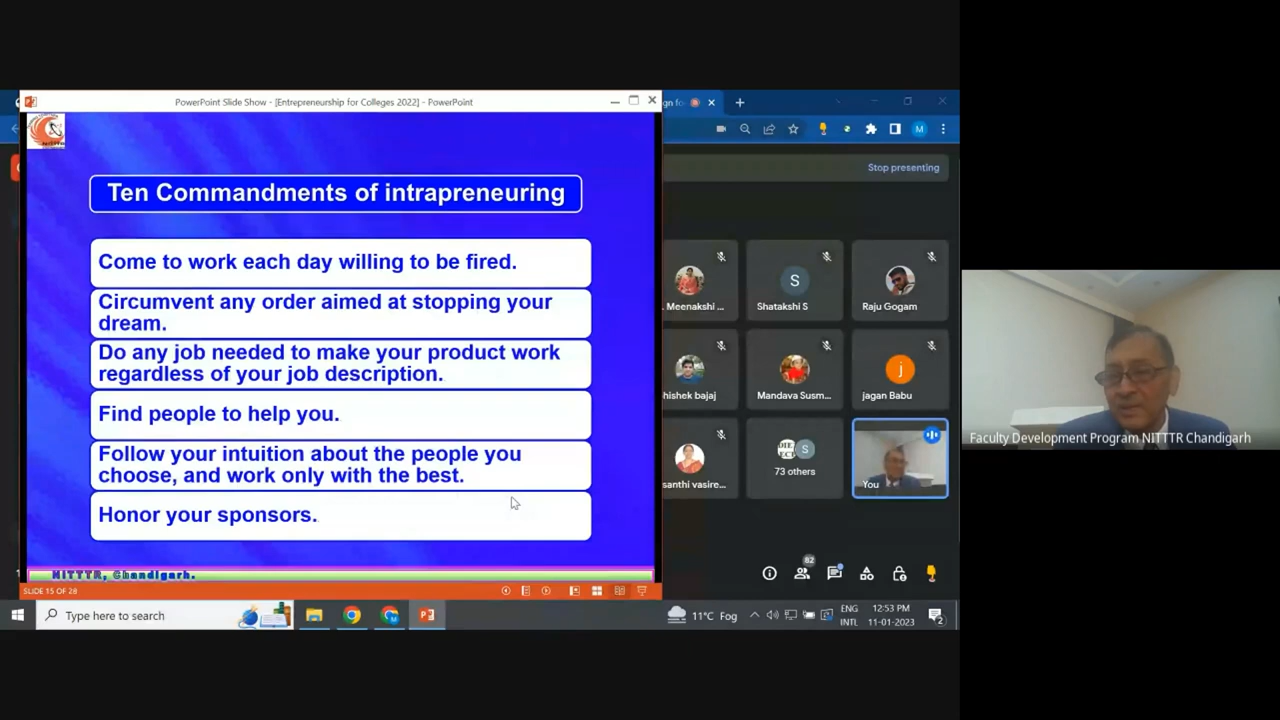 PowerPoint Slide Show - [Entrepreneurship for Colleges 2022] - PowerPoint
Ten Commandments of intrapreneuring
Come to work each day willing to be fired.
Circumvent any order aimed at stopping your
dream.
Do any job needed to make your product work
regardless of your job description.
Find people to help you.
Follow your intuition about the people you
choose, and work only with the best.
Honor your sponsors.
NITTTR, Chandigarh.
SLIDE 15 OF 28
M
Stop presenting
Meenakshi ...
S
Shatakshi S
Raju Gogam
hishek bajaj
Mandava Susm...
j
jagan Babu
santhi vasire...
S
73 others
You
82
Faculty Development Program NITTTR Chandigarh
Type here to search
11°C Fog
ENG
INTL
12:53 PM
11-01-2023
2